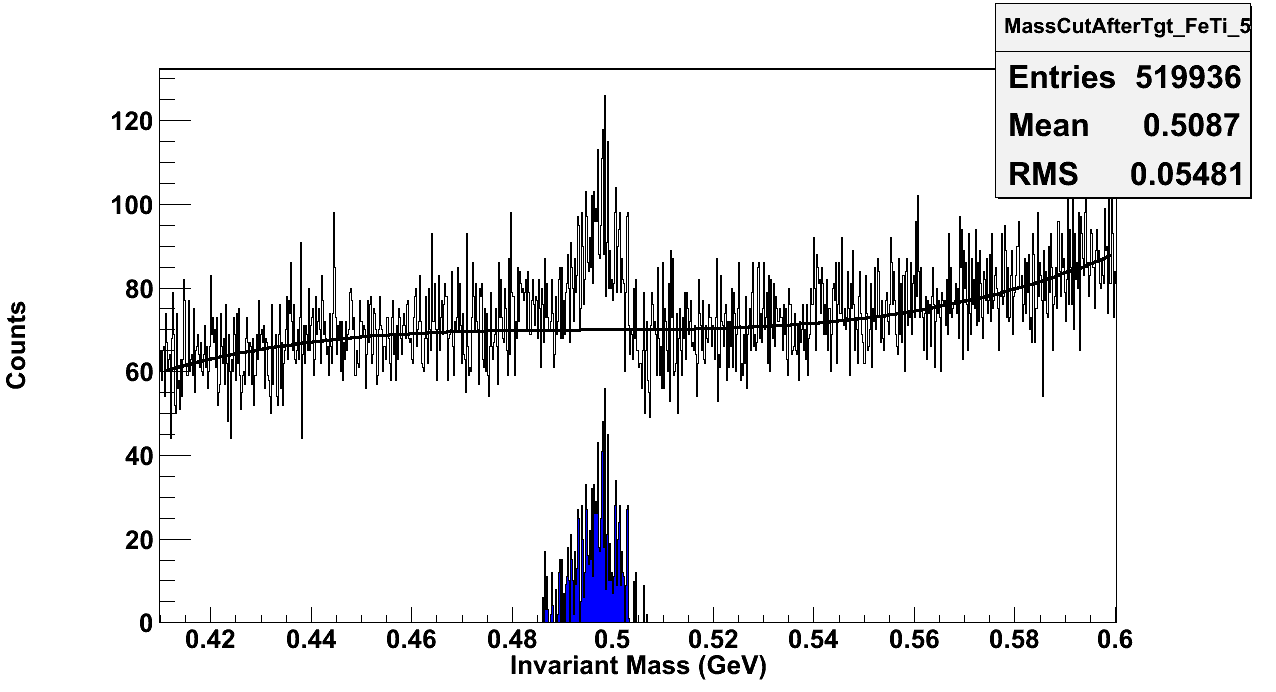 MassCutAfterTgt_FeTi_5
Entries 519936
Mean 0.5087
RMS 0.05481
Counts
120
100
80
60
40
20
0
0.42 0.44 0.46 0.48 0.5 0.52 0.54 0.56 0.58 0.6
Invariant Mass (GeV)